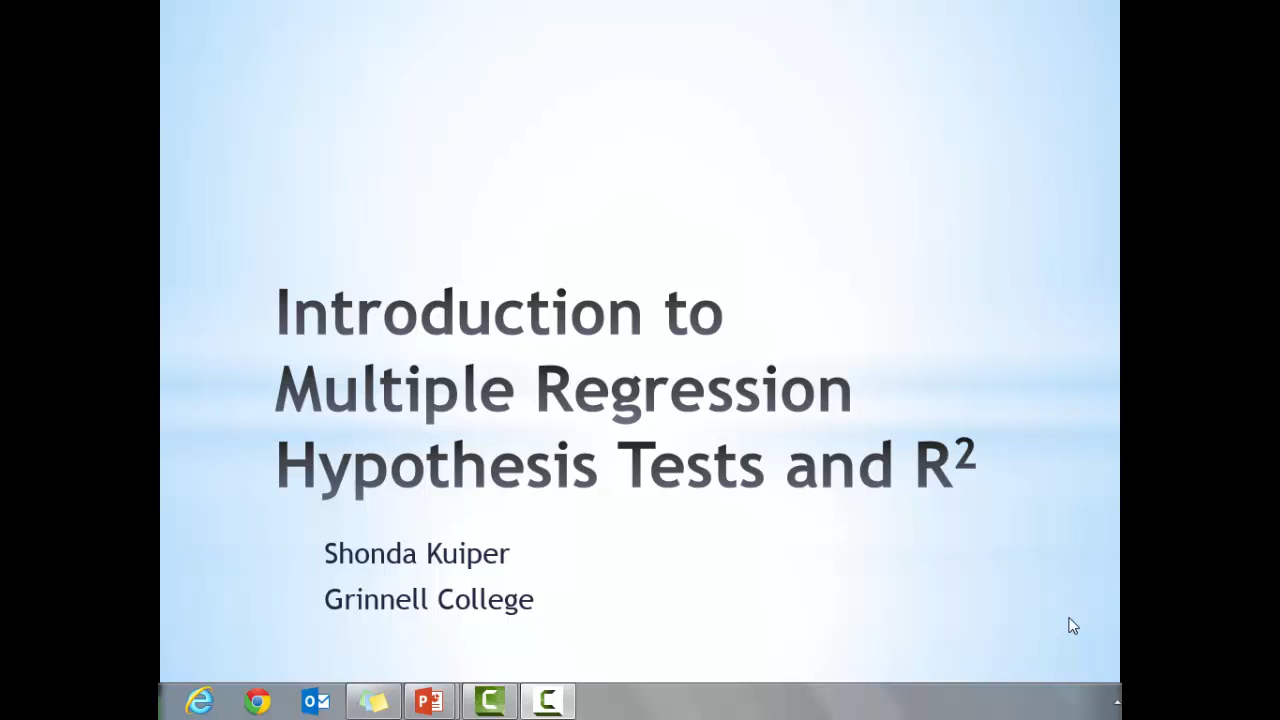 Introduction to
Multiple Regression
Hypothesis Tests and R²
Shonda Kuiper
Grinnell College